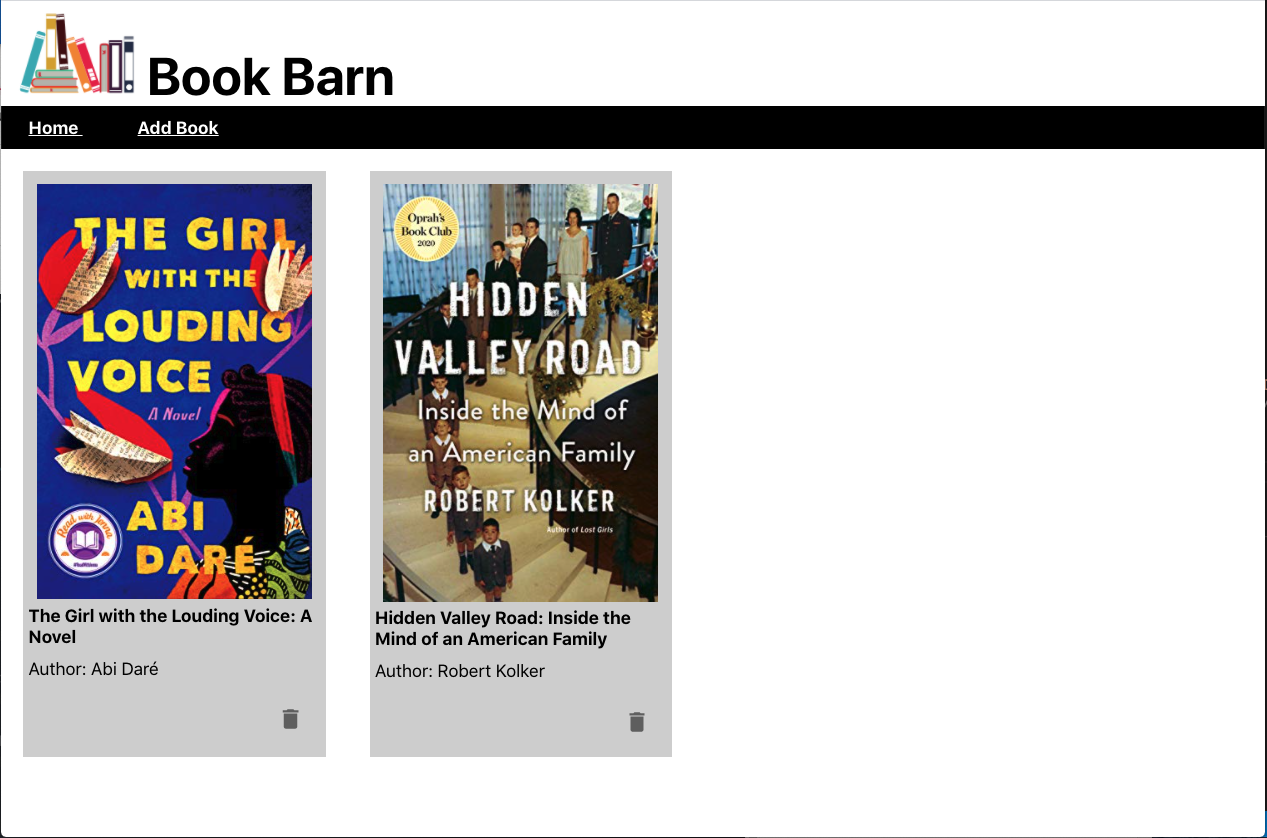 Book Barn
Home
Add Book
THE GIRL
WITH THE
LOUDING
VOICE
A Novel
Read with Jenna
ABI
DARÉ
The Girl with the Louding Voice: A
Novel
Author: Abi Daré
Oprah's
Book Club
2020
HIDDEN
VALLEY ROAD
Inside the Mind of
an American Family
ROBERT KOLKER
Author of Lost Girls
Hidden Valley Road: Inside the
Mind of an American Family
Author: Robert Kolker